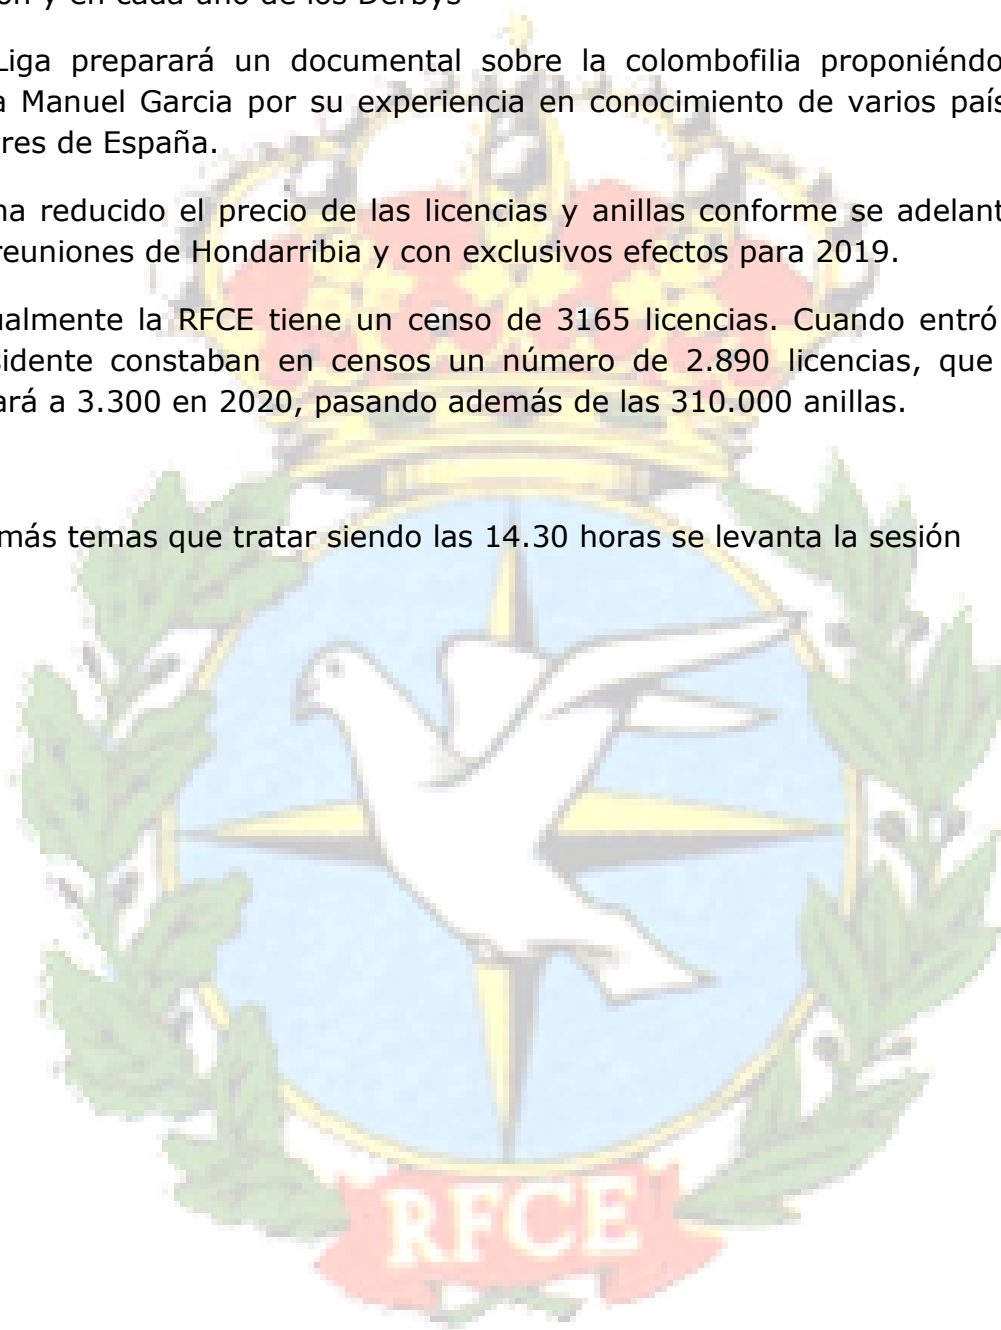 ón y en cada uno de los Derbys
Liga preparará un documental sobre la colombofilia proponiéndo
a Manuel Garcia por su experiencia en conocimiento de varios país
res de España.
ha reducido el precio de las licencias y anillas conforme se adelant
reuniones de Hondarribia y con exclusivos efectos para 2019.
ualmente la RFCE tiene un censo de 3165 licencias. Cuando entró
sidente constaban en censos un número de 2.890 licencias, que
ará a 3.300 en 2020, pasando además de las 310.000 anillas.
más temas que tratar siendo las 14.30 horas se levanta la sesión
RFCE